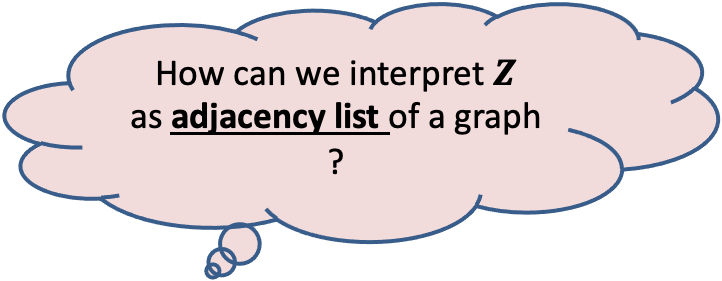 How can we interpret Z
as adjacency list of a graph
?